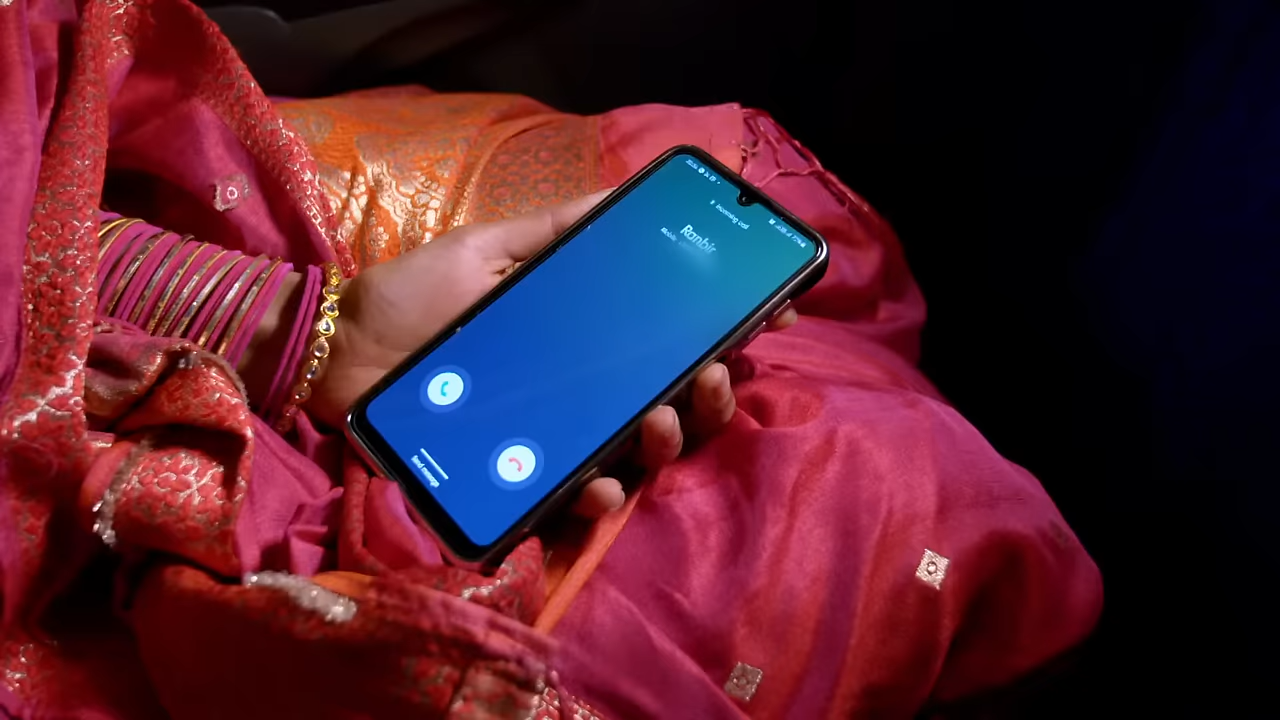 Incoming call
Ranbir
Mobile
Send message